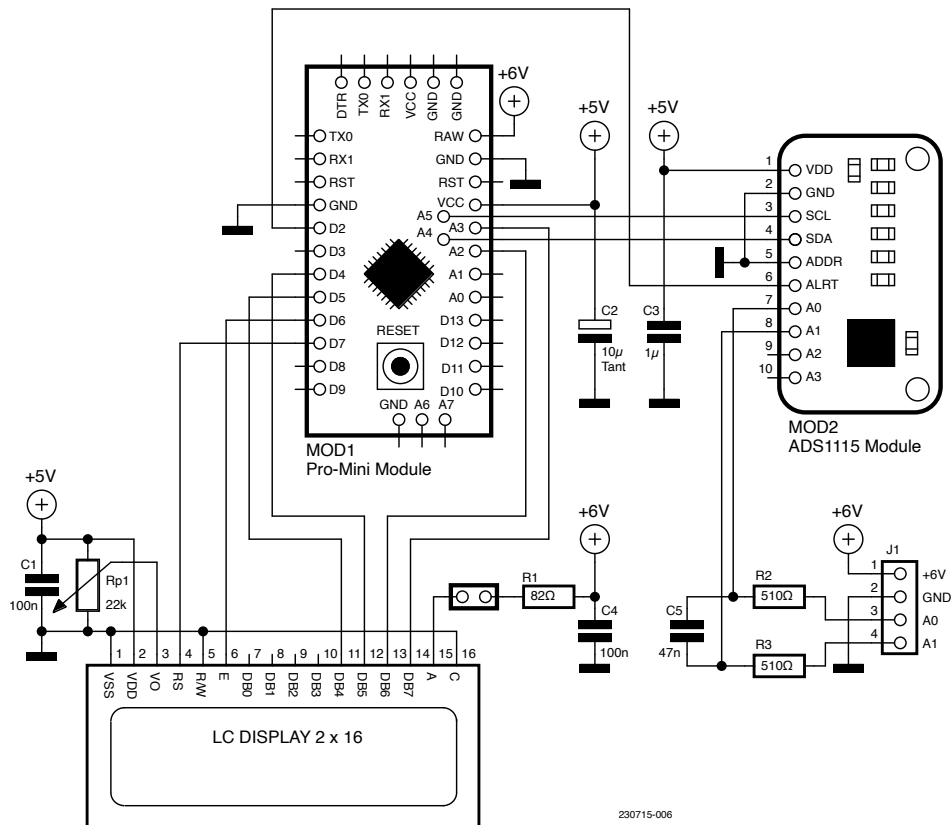 DTR
TX0
RX1
VCC
GND
GND
+6V
TX0
RX1
RST
GND
D2
D3
D4
D5
D6
D7
D8
D9
RAW
GND
RST
VCC
A5
A3
A4
A2
A1
A0
D13
D12
D11
D10
RESET
GND A6 A7
MOD1
Pro-Mini Module
+5V
+5V
C2
10µ
Tant
C3
1µ
1 VDD
2 GND
3 SCL
4 SDA
5 ADDR
6 ALRT
7 A0
8 A1
9 A2
10 A3
MOD2
ADS1115 Module
+5V
C1
100n
Rp1
22k
R1
82Ω
+6V
C4
100n
C5
47n
R2
510Ω
R3
510Ω
+6V
J1
1 +6V
2 GND
3 A0
4 A1
1 2 3 4 5 6 7 8 9 10 11 12 13 14 15 16
VSS VDD VO RS R/W E DB0 DB1 DB2 DB3 DB4 DB5 DB6 DB7 A C
LC DISPLAY 2 x 16
230715-006